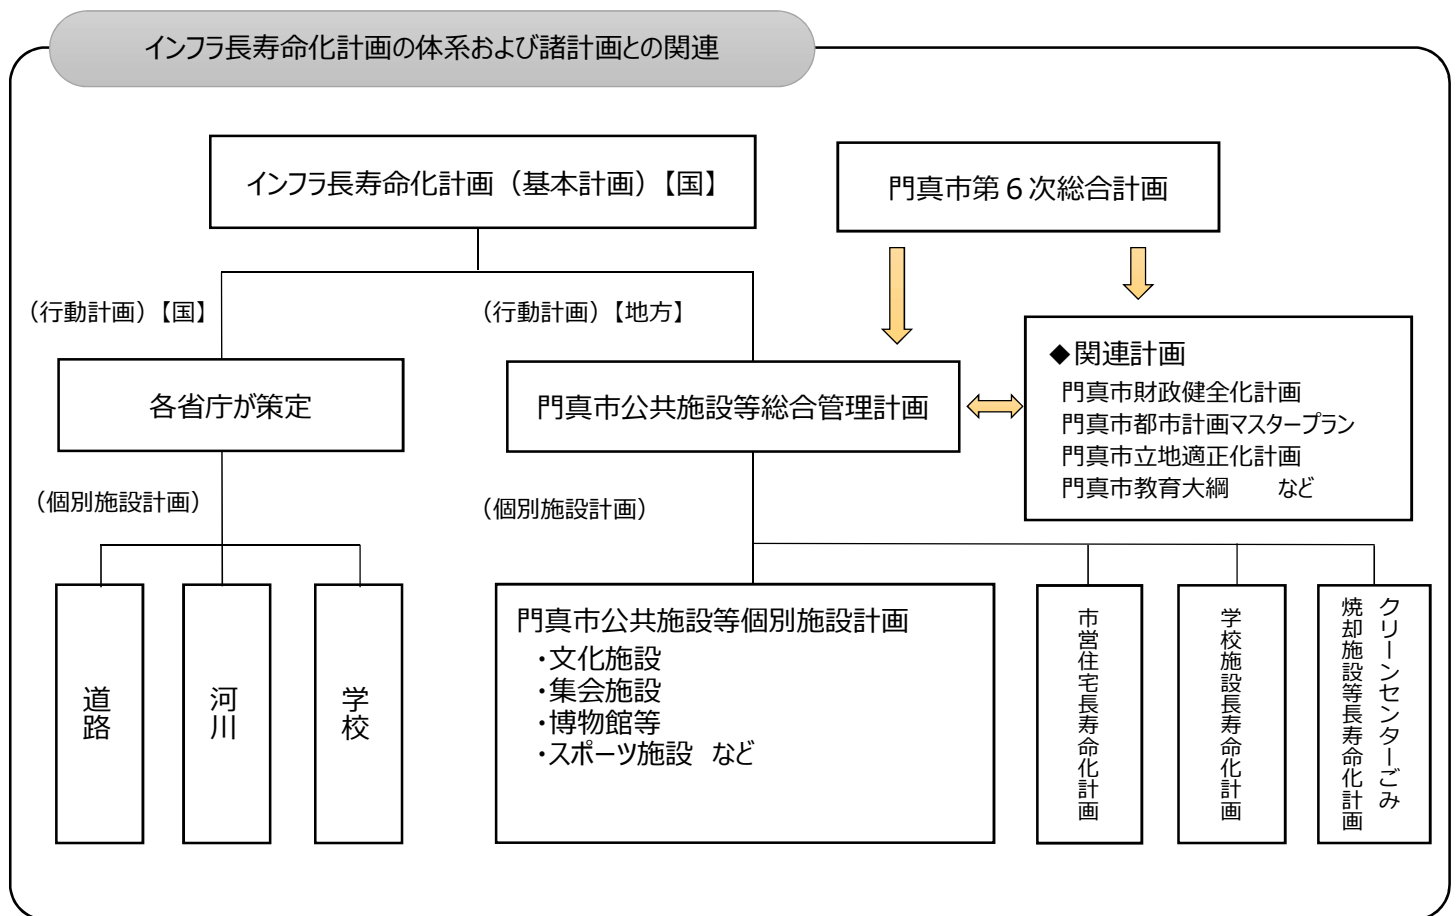 インフラ長寿命化計画の体系および諸計画との関連
インフラ長寿命化計画（基本計画）【国】
門真市第６次総合計画
（行動計画）【国】
（行動計画）【地方】
各省庁が策定
門真市公共施設等総合管理計画
◆関連計画
門真市財政健全化計画
門真市都市計画マスタープラン
門真市立地適正化計画
門真市教育大綱　　など
（個別施設計画）
（個別施設計画）
道路
河川
学校
門真市公共施設等個別施設計画
・文化施設
・集会施設
・博物館等
・スポーツ施設　など
市営住宅長寿命化計画
学校施設長寿命化計画
クリーンセンターごみ
焼却施設等長寿命化計画